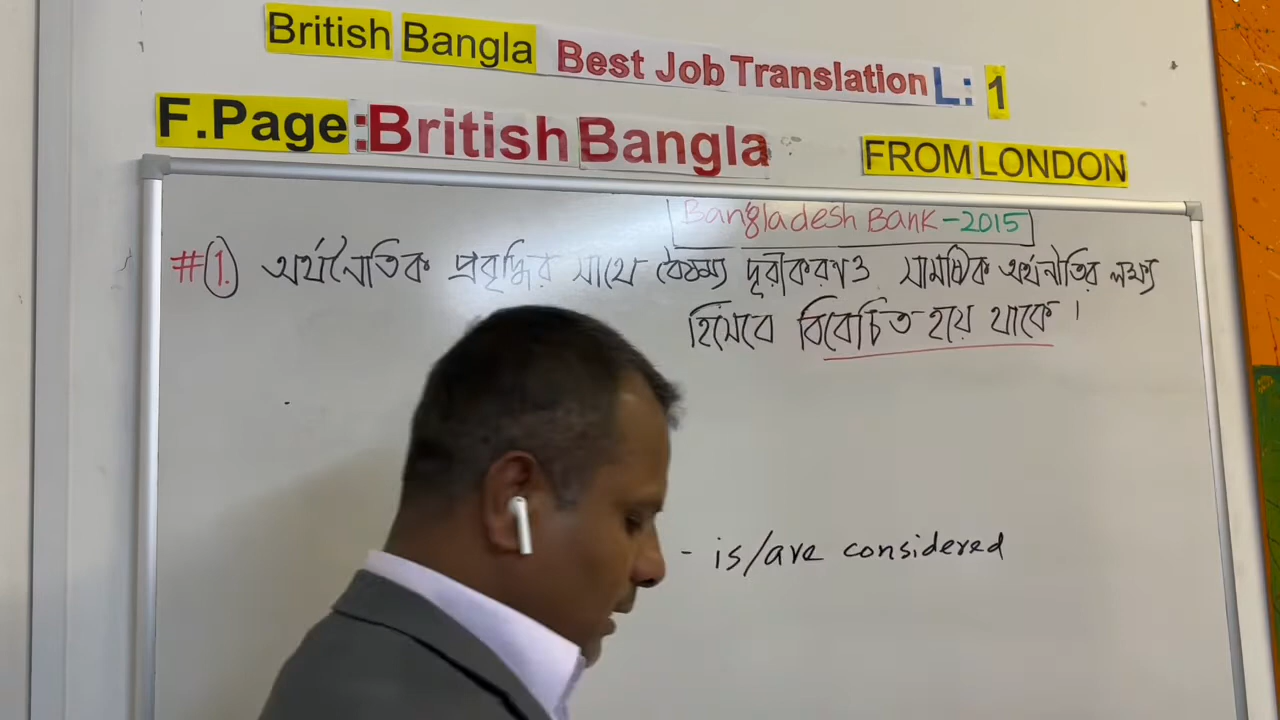 British Bangla Best Job Translation L: 1
F.Page:British Bangla FROM LONDON
Bangladesh Bank - 2015
#1. অর্থনৈতিক প্রবৃদ্ধির সাথে বৈষম্য দূরীকরণও সামষ্টিক অর্থনীতির লক্ষ্য
হিসেবে বিবেচিত হয়ে থাকে।
- is/are considered